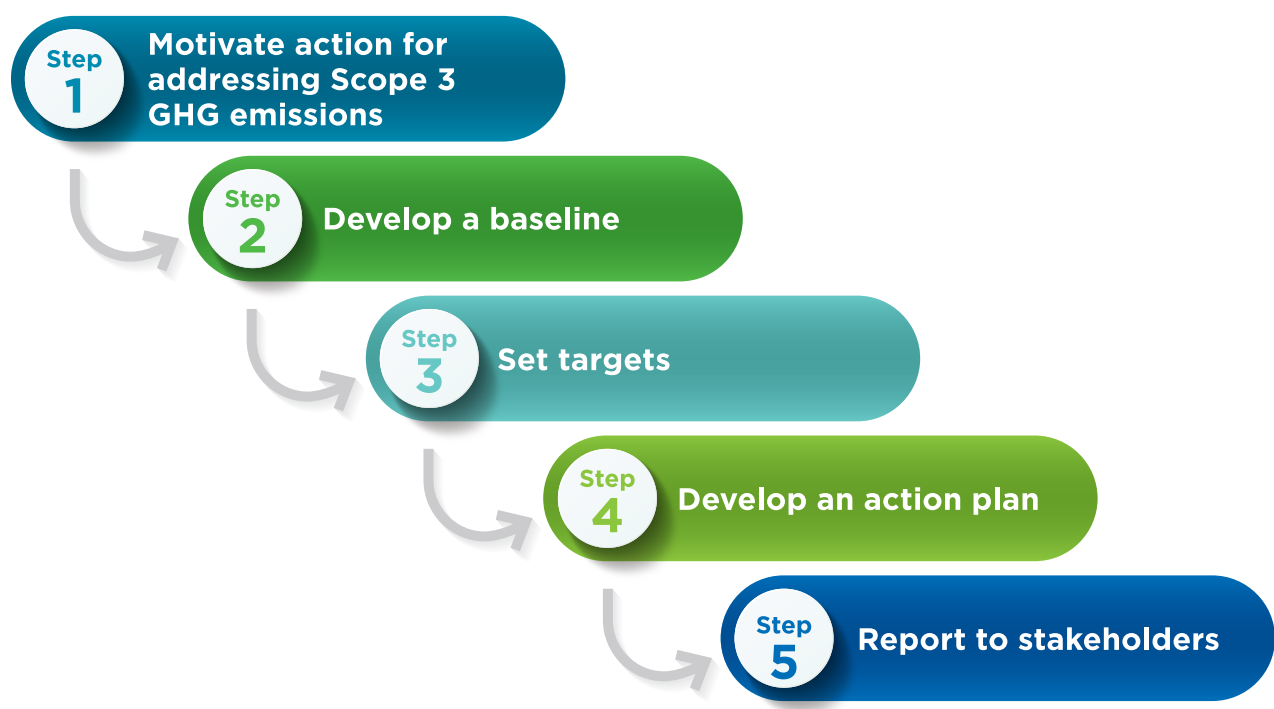 Step
1
Motivate action for
addressing Scope 3
GHG emissions
Step
2
Develop a baseline
Step
3
Set targets
Step
4
Develop an action plan
Step
5
Report to stakeholders